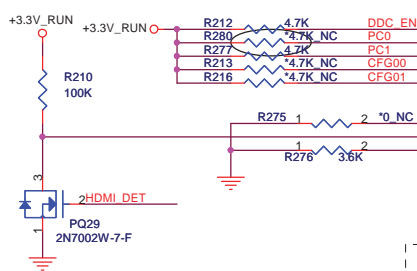 +3.3V_RUN
+3.3V_RUN
R212 4.7K DDC_EN
R280 *4.7K_NC PC0
R277 4.7K PC1
R213 *4.7K_NC CFG00
R216 *4.7K_NC CFG01
R210
100K
R275 1 2 *0_NC
1 2
R276 3.6K
3
2 HDMI_DET
1
PQ29
2N7002W-7-F